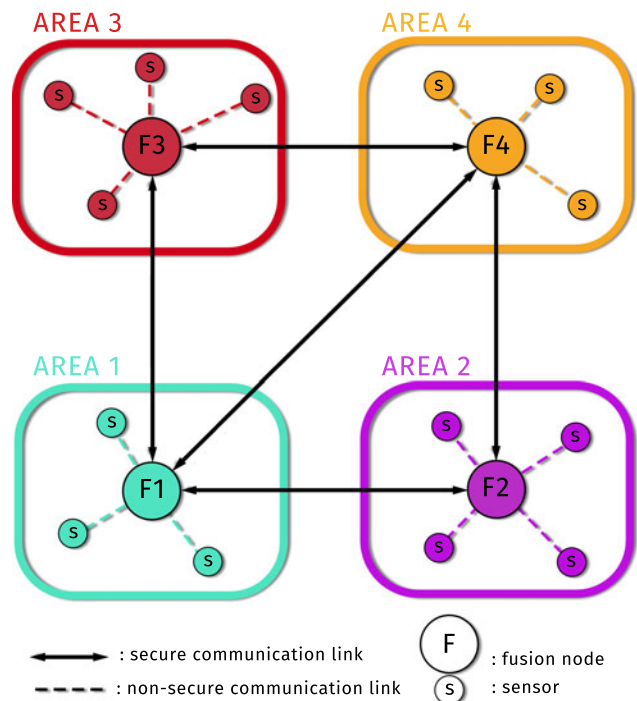 AREA 3
AREA 4
S
S
S
S
S
F3
F4
S
S
AREA 1
AREA 2
S
S
S
F1
F2
S
S
S
S
: secure communication link
F
: fusion node
: non-secure communication link
S
: sensor